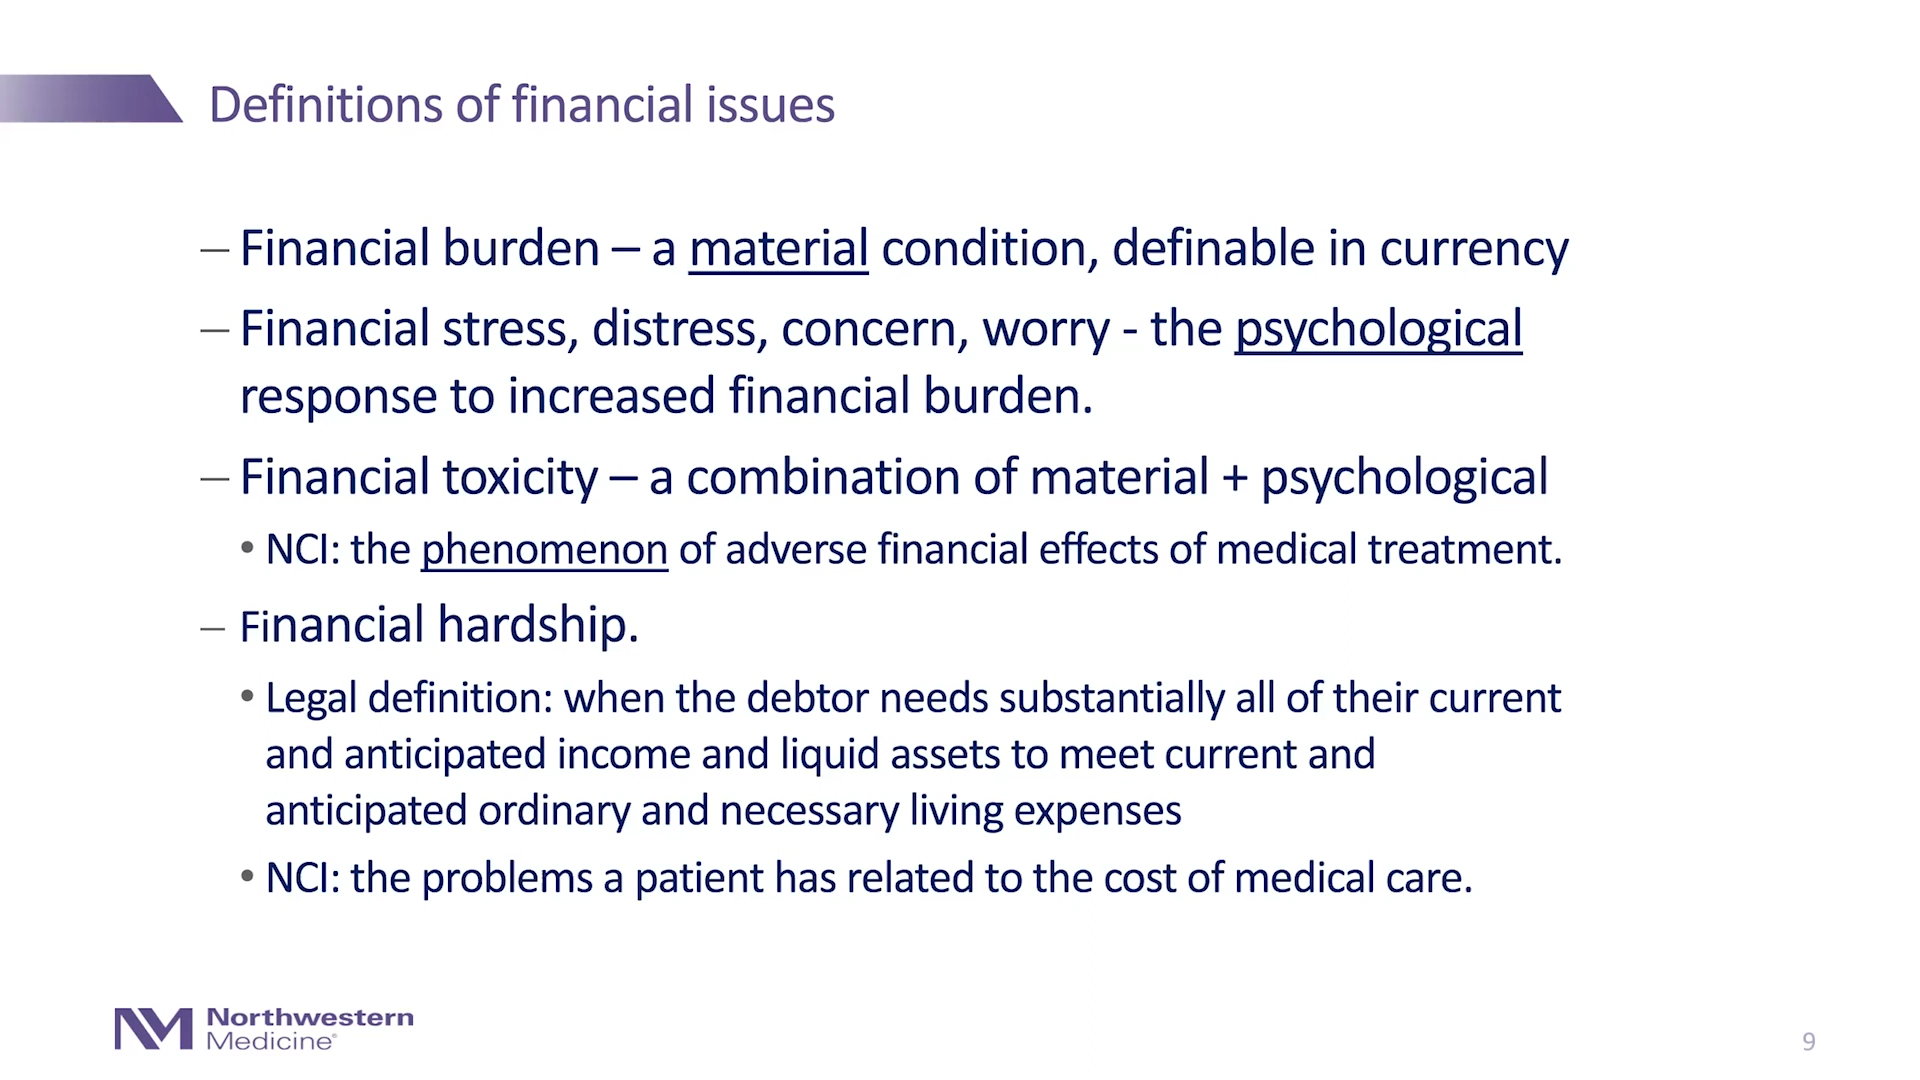 Definitions of financial issues
– Financial burden – a material condition, definable in currency
– Financial stress, distress, concern, worry - the psychological
response to increased financial burden.
– Financial toxicity – a combination of material + psychological
• NCI: the phenomenon of adverse financial effects of medical treatment.
– Financial hardship.
• Legal definition: when the debtor needs substantially all of their current
and anticipated income and liquid assets to meet current and
anticipated ordinary and necessary living expenses
• NCI: the problems a patient has related to the cost of medical care.
NM Northwestern
Medicine®
9